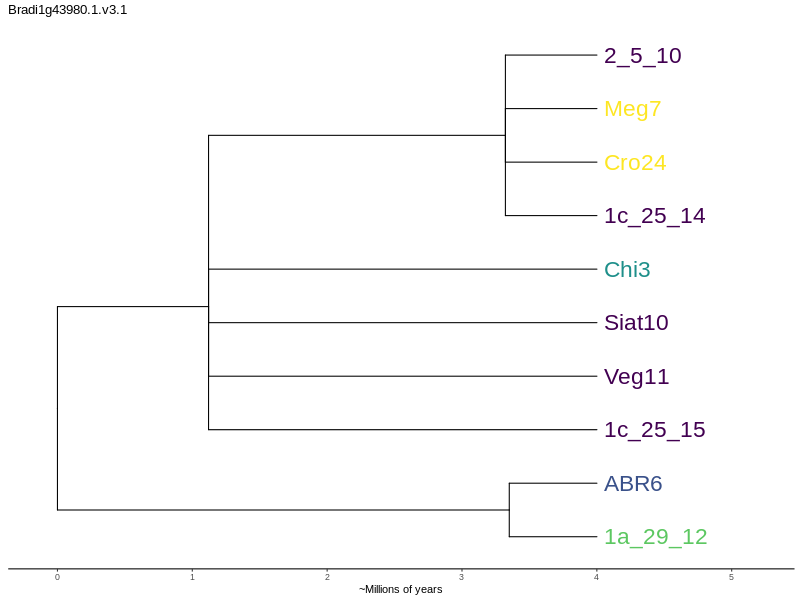 Bradi1g43980.1.v3.1
2_5_10
Meg7
Cro24
1c_25_14
Chi3
Siat10
Veg11
1c_25_15
ABR6
1a_29_12
0 1 2 3 4 5
~Millions of years